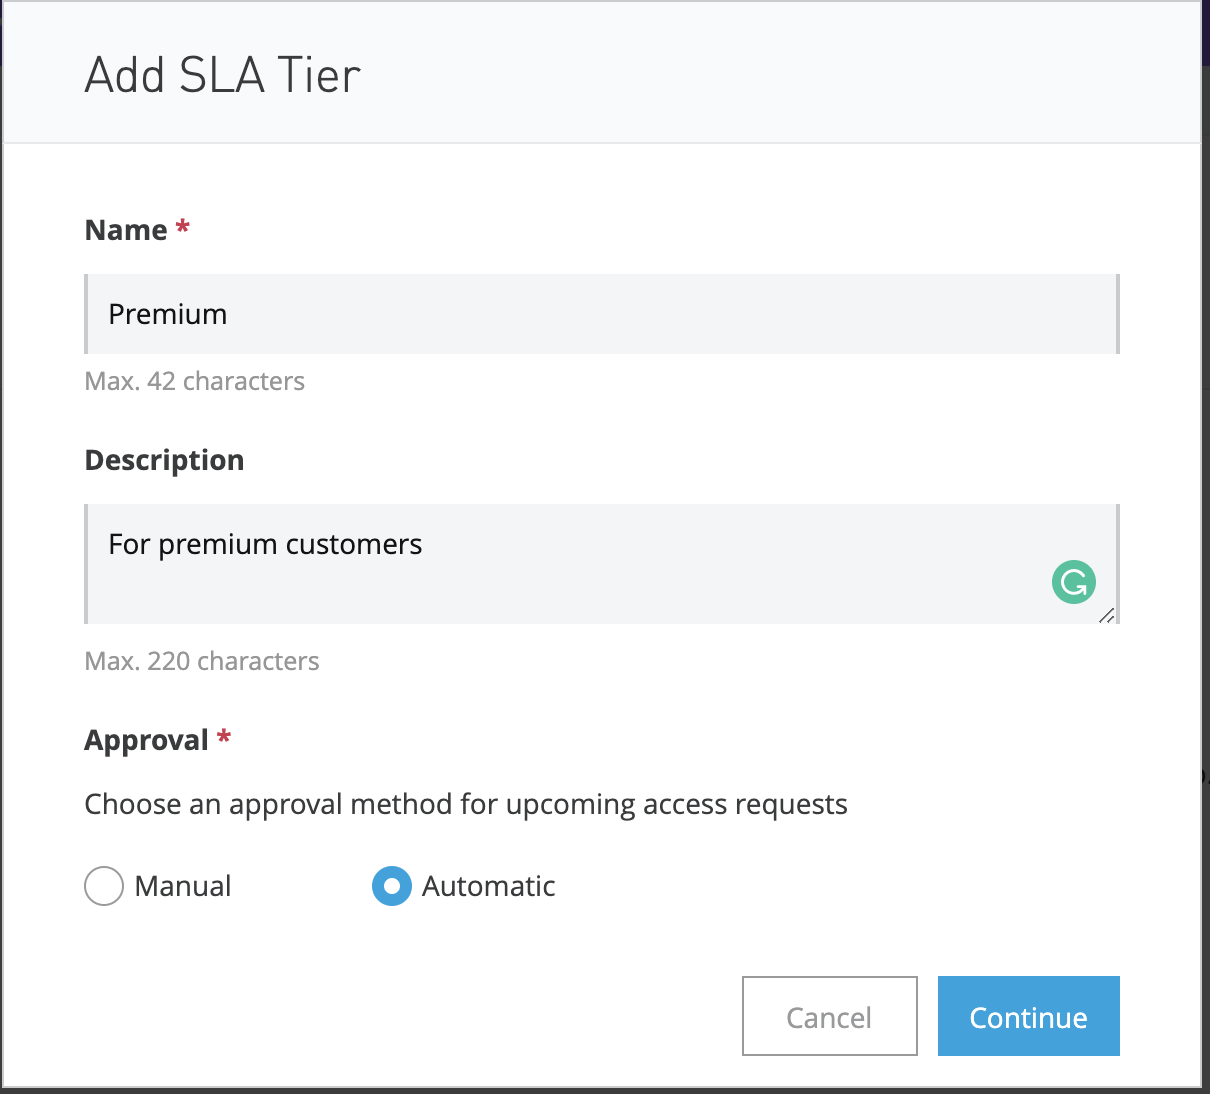 Add SLA Tier
Name *
Premium
Max. 42 characters
Description
For premium customers
Max. 220 characters
Approval *
Choose an approval method for upcoming access requests
Manual Automatic
Cancel Continue